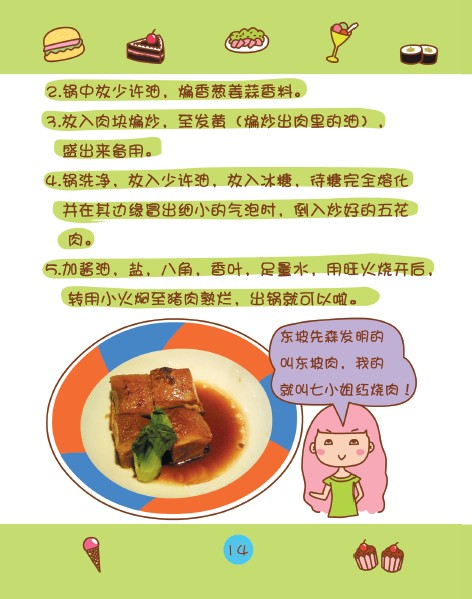 2.锅中放少许油，煸香葱姜蒜香料。
3.放入肉块煸炒，至发黄（煸炒出肉里的油），
盛出来备用。
4.锅洗净，放入少许油，放入冰糖，待糖完全熔化
并在其边缘冒出细小的气泡时，倒入炒好的五花
肉。
5.加酱油，盐，八角，香叶，足量水，用旺火烧开后，
转用小火焖至猪肉熟烂，出锅就可以啦。
东坡先森发明的
叫东坡肉，我的
就叫七小姐红烧肉！
14